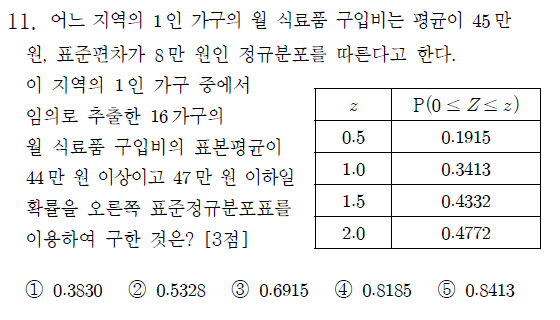 11. 어느 지역의 1인 가구의 월 식료품 구입비는 평균이 45만
원, 표준편차가 8만 원인 정규분포를 따른다고 한다.
이 지역의 1인 가구 중에서
임의로 추출한 16가구의
월 식료품 구입비의 표본평균이
44만 원 이상이고 47만 원 이하일
확률을 오른쪽 표준정규분포표를
이용하여 구한 것은? [3점]
z P(0≤Z≤z)
0.5 0.1915
1.0 0.3413
1.5 0.4332
2.0 0.4772
① 0.3830 ② 0.5328 ③ 0.6915 ④ 0.8185 ⑤ 0.8413